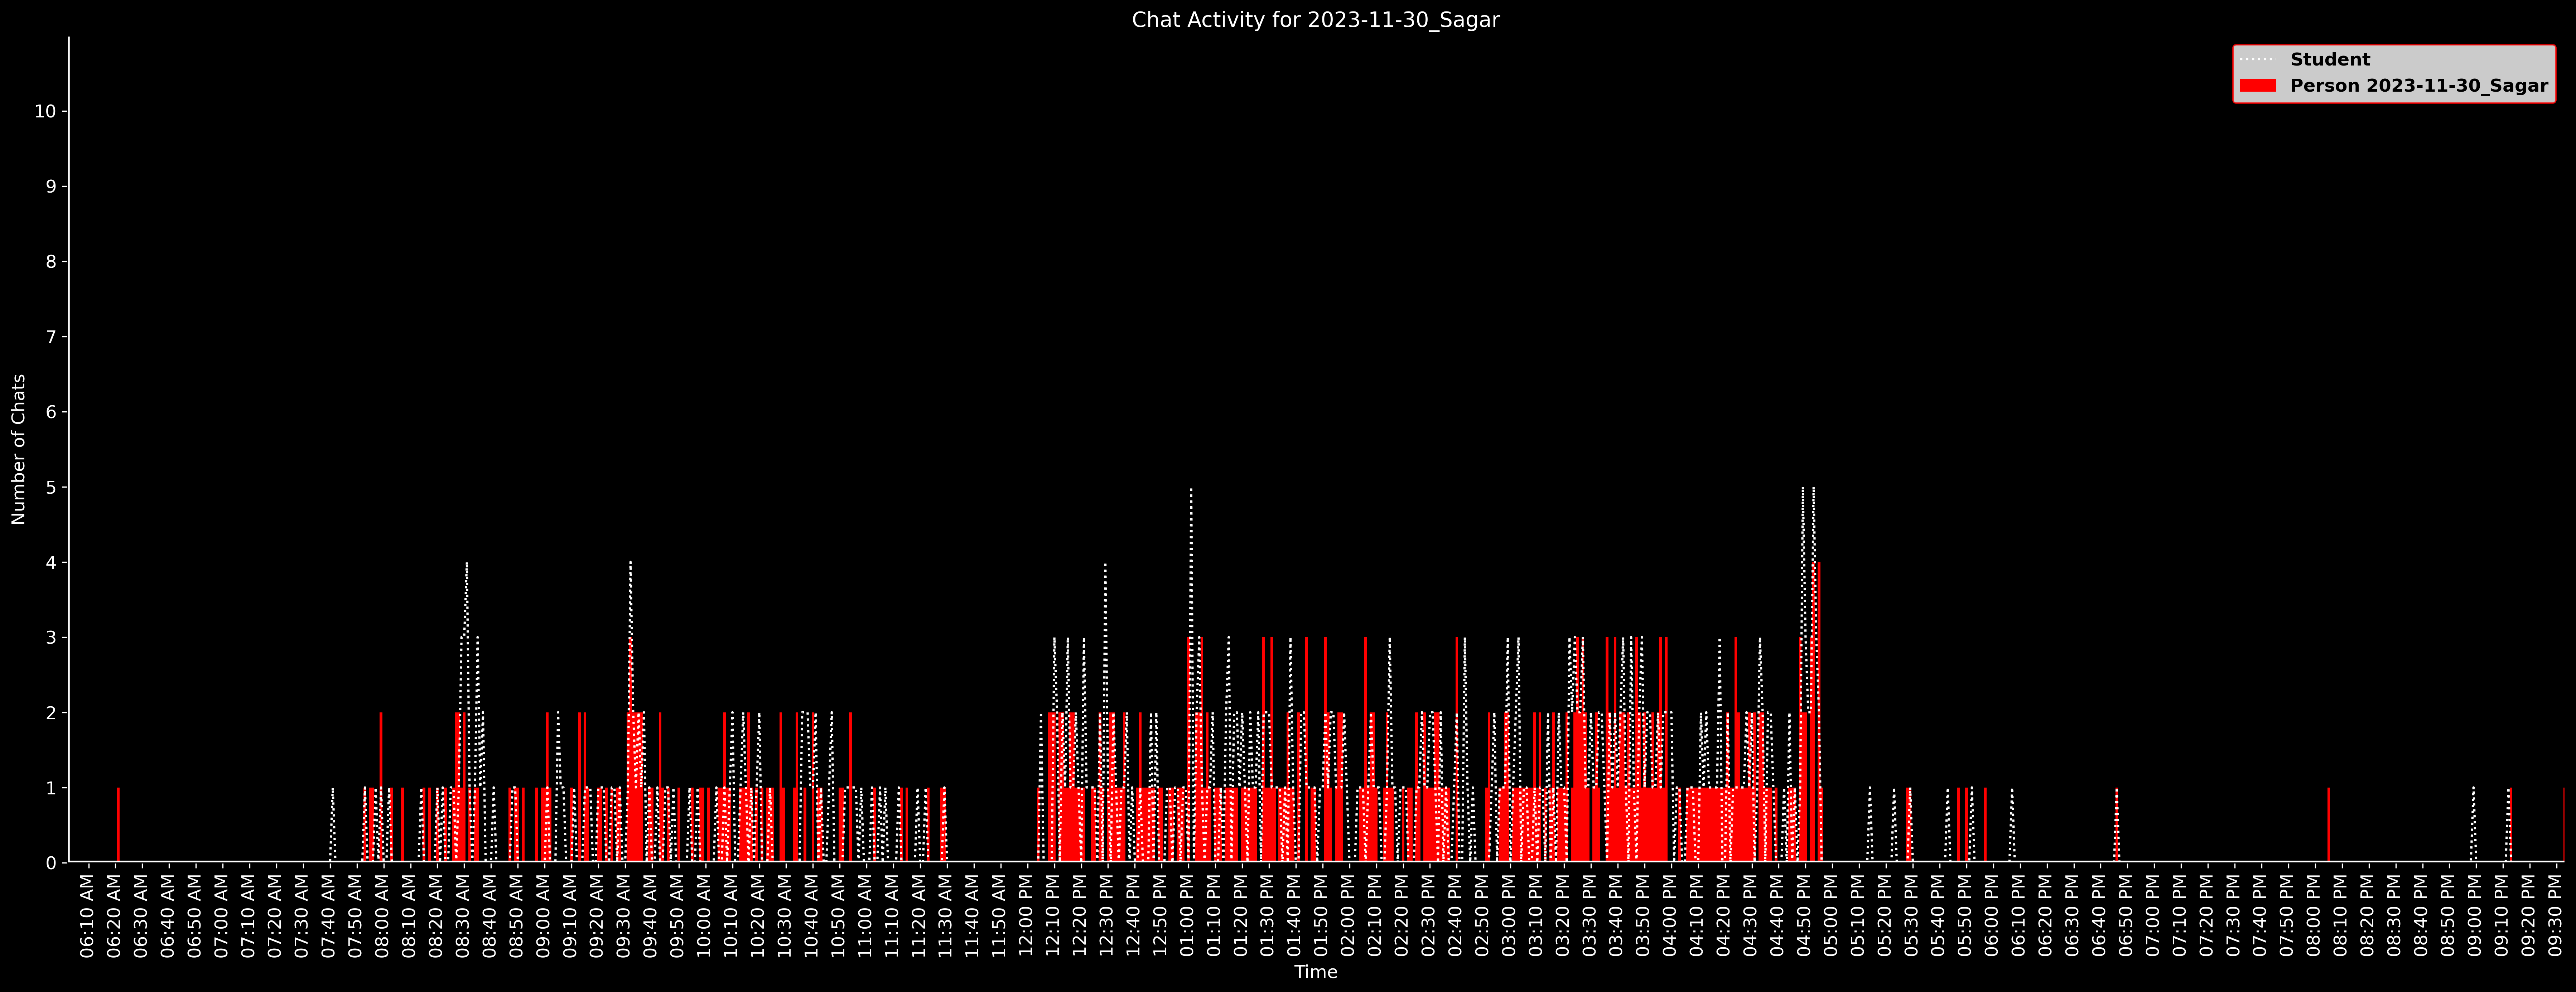 Chat Activity for 2023-11-30_Sagar
Student
Person 2023-11-30_Sagar
Number of Chats
10
9
8
7
6
5
4
3
2
1
0
06:10 AM
06:20 AM
06:30 AM
06:40 AM
06:50 AM
07:00 AM
07:10 AM
07:20 AM
07:30 AM
07:40 AM
07:50 AM
08:00 AM
08:10 AM
08:20 AM
08:30 AM
08:40 AM
08:50 AM
09:00 AM
09:10 AM
09:20 AM
09:30 AM
09:40 AM
09:50 AM
10:00 AM
10:10 AM
10:20 AM
10:30 AM
10:40 AM
10:50 AM
11:00 AM
11:10 AM
11:20 AM
11:30 AM
11:40 AM
11:50 AM
12:00 PM
12:10 PM
12:20 PM
12:30 PM
12:40 PM
12:50 PM
01:00 PM
01:10 PM
01:20 PM
01:30 PM
01:40 PM
01:50 PM
02:00 PM
02:10 PM
02:20 PM
02:30 PM
02:40 PM
02:50 PM
03:00 PM
03:10 PM
03:20 PM
03:30 PM
03:40 PM
03:50 PM
04:00 PM
04:10 PM
04:20 PM
04:30 PM
04:40 PM
04:50 PM
05:00 PM
05:10 PM
05:20 PM
05:30 PM
05:40 PM
05:50 PM
06:00 PM
06:10 PM
06:20 PM
06:30 PM
06:40 PM
06:50 PM
07:00 PM
07:10 PM
07:20 PM
07:30 PM
07:40 PM
07:50 PM
08:00 PM
08:10 PM
08:20 PM
08:30 PM
08:40 PM
08:50 PM
09:00 PM
09:10 PM
09:20 PM
09:30 PM
Time